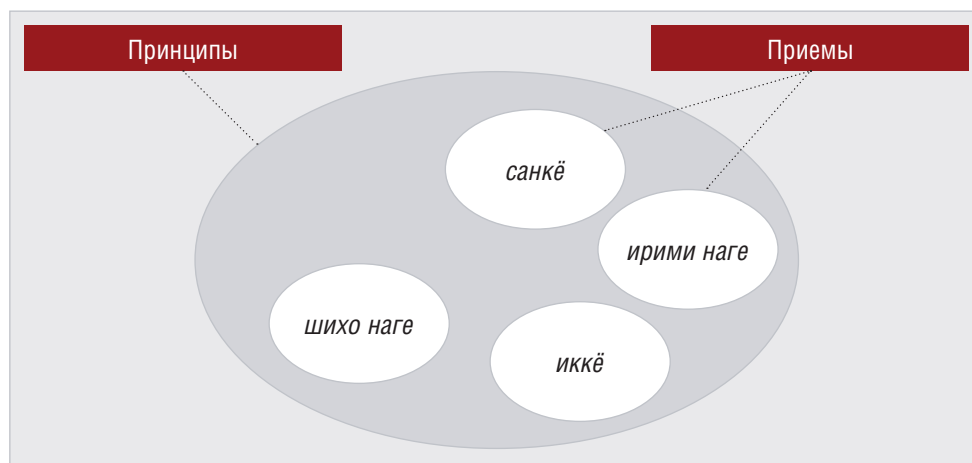 Принципы
Приемы
санкё
ирими наге
шихо наге
иккё